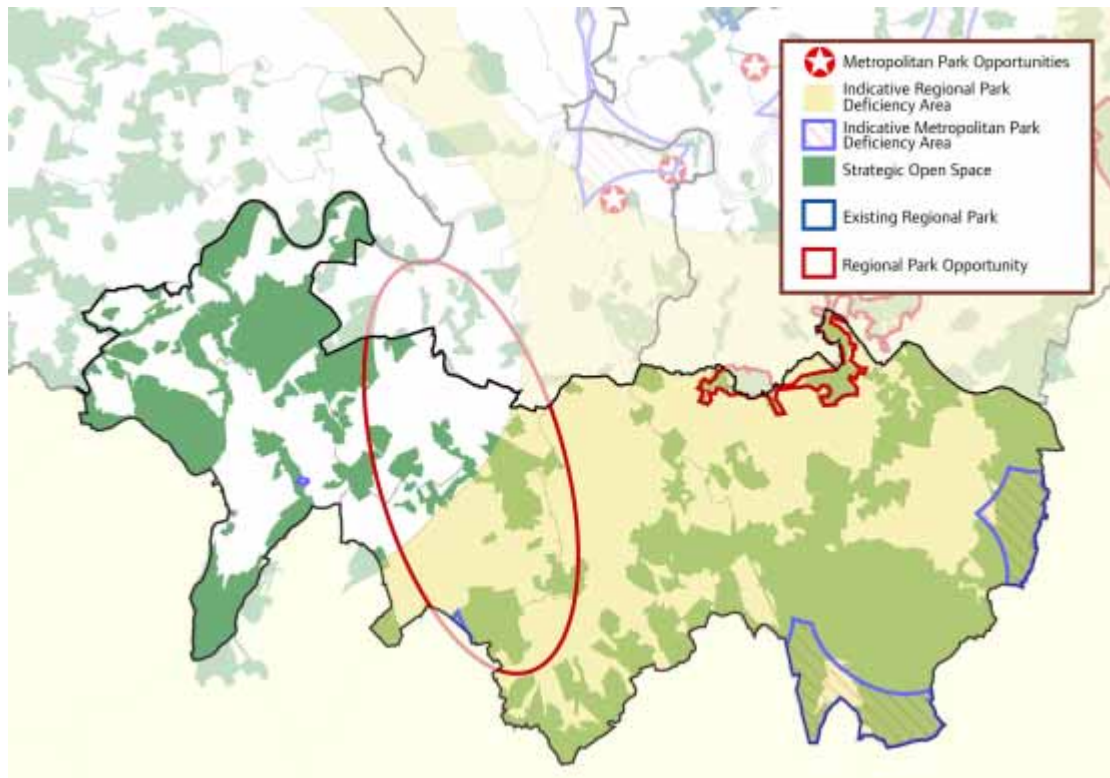 Metropolitan Park Opportunities
Indicative Regional Park
Deficiency Area
Indicative Metropolitan Park
Deficiency Area
Strategic Open Space
Existing Regional Park
Regional Park Opportunity